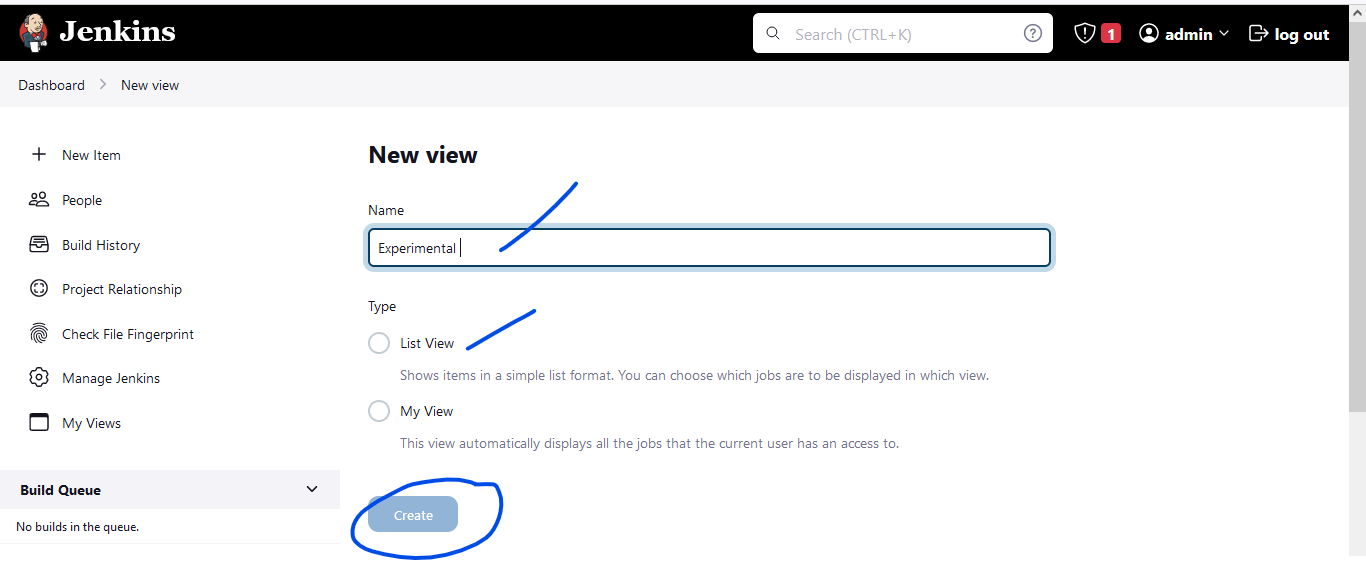 Jenkins
Search (CTRL+K)
1
admin
log out
Dashboard
New view
New Item
People
Build History
Project Relationship
Check File Fingerprint
Manage Jenkins
My Views
Build Queue
No builds in the queue.
New view
Name
Experimental
Type
List View
Shows items in a simple list format. You can choose which jobs are to be displayed in which view.
My View
This view automatically displays all the jobs that the current user has an access to.
Create